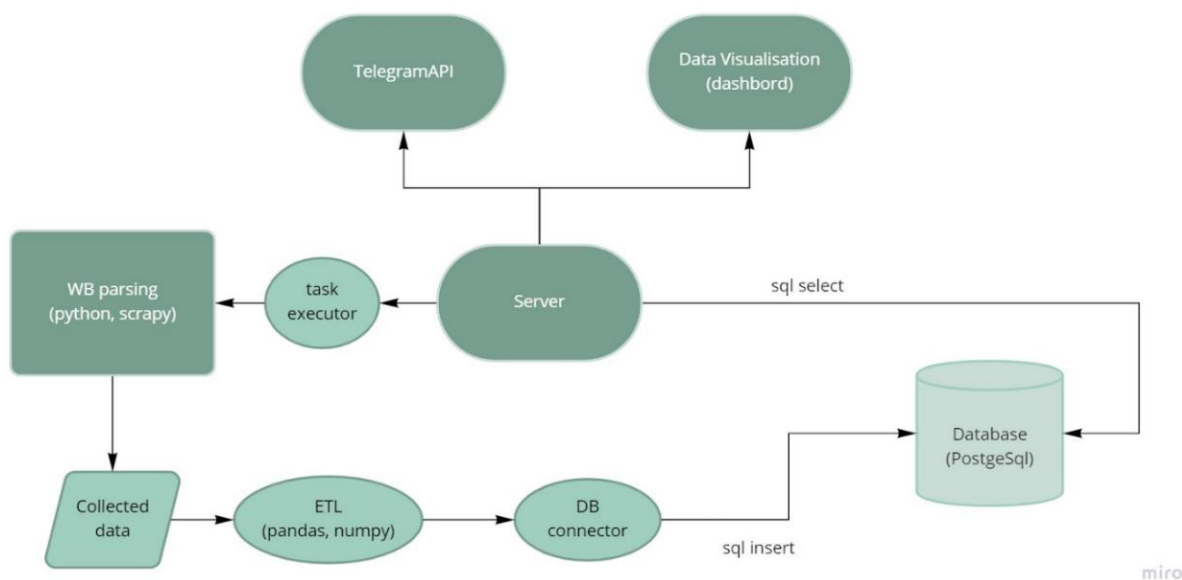 TelegramAPI
Data Visualisation
(dashbord)
WB parsing
(python, scrapy)
task
executor
Server
sql select
Database
(PostgeSql)
Collected
data
ETL
(pandas, numpy)
DB
connector
sql insert
miro